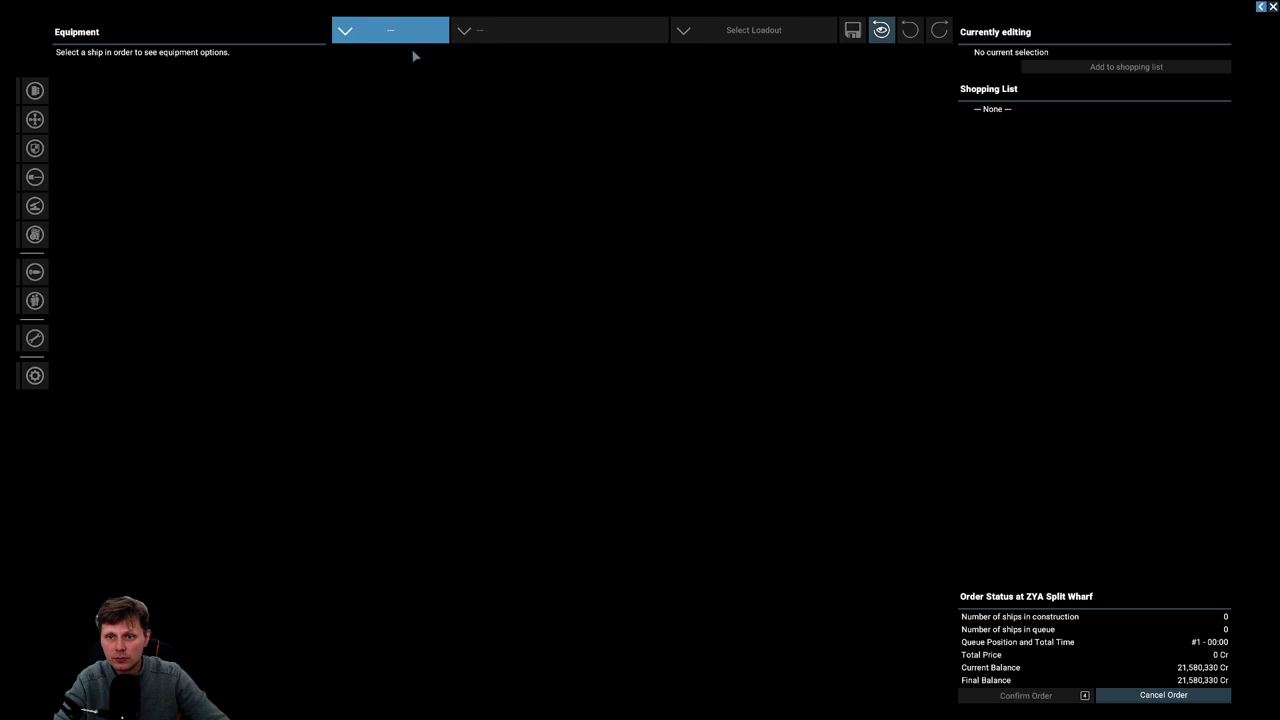 Equipment
Select a ship in order to see equipment options.
—
—
Select Loadout
Currently editing
No current selection
Add to shopping list
Shopping List
— None —
Order Status at ZYA Split Wharf
Number of ships in construction 0
Number of ships in queue 0
Queue Position and Total Time #1 - 00:00
Total Price 0 Cr
Current Balance 21,580,330 Cr
Final Balance 21,580,330 Cr
Confirm Order 4
Cancel Order